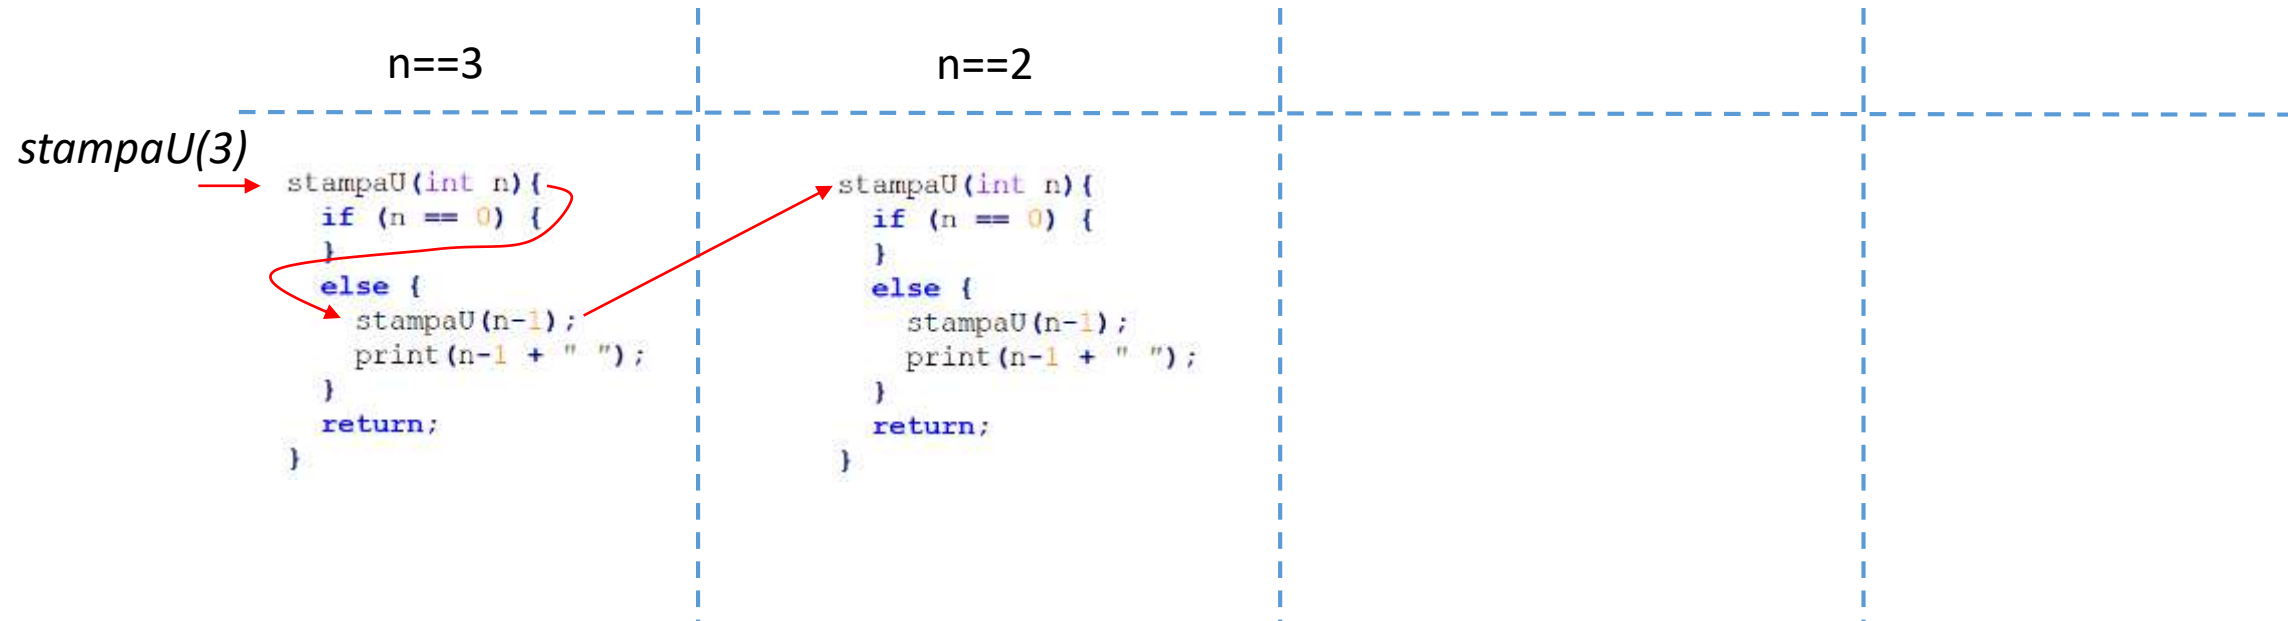 n==3
n==2
stampaU(3)
stampaU(int n){
if (n == 0) {
}
else {
stampaU(n-1);
print(n-1 + " ");
}
return;
}
stampaU(int n){
if (n == 0) {
}
else {
stampaU(n-1);
print(n-1 + " ");
}
return;
}